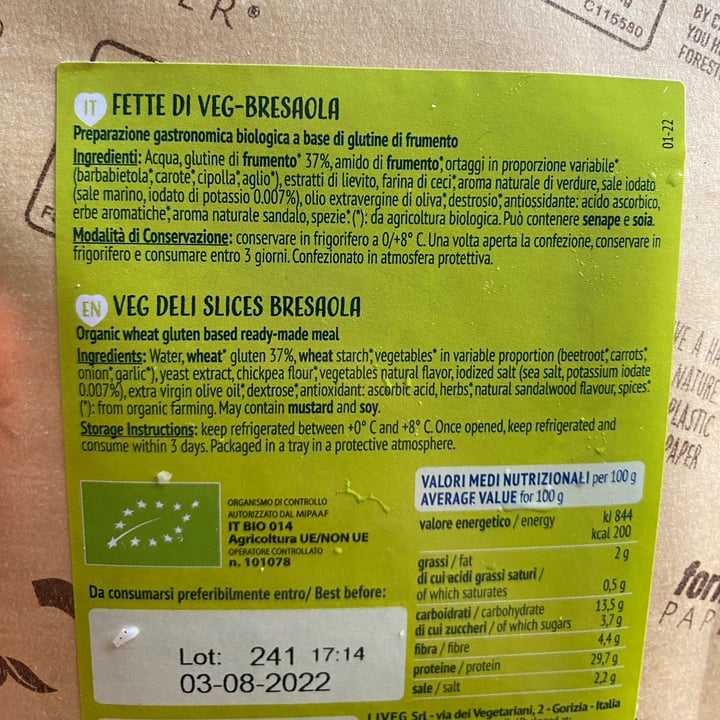 R®
C116580
BY
YOU
FOREST
01-22
IT FETTE DI VEG-BRESAOLA
Preparazione gastronomica biologica a base di glutine di frumento
Ingredienti: Acqua, glutine di frumento* 37%, amido di frumento*, ortaggi in proporzione variabile*
(barbabietola*, carote*, cipolla*, aglio*), estratti di lievito, farina di ceci*, aroma naturale di verdure, sale iodato
(sale marino, iodato di potassio 0.007%), olio extravergine di oliva*, destrosio*, antiossidante: acido ascorbico,
erbe aromatiche*, aroma naturale sandalo, spezie*. (*): da agricoltura biologica. Può contenere senape e soia.
Modalità di Conservazione: conservare in frigorifero a 0/+8° C. Una volta aperta la confezione, conservare in
frigorifero e consumare entro 3 giorni. Confezionato in atmosfera protettiva.
EN VEG DELI SLICES BRESAOLA
Organic wheat gluten based ready-made meal
Ingredients: Water, wheat* gluten 37%, wheat starch*, vegetables* in variable proportion (beetroot*, carrots*,
onion*, garlic*), yeast extract, chickpea flour*, vegetables natural flavor, iodized salt (sea salt, potassium iodate
0.007%), extra virgin olive oil*, dextrose*, antioxidant: ascorbic acid, herbs*, natural sandalwood flavour, spices*.
(*): from organic farming. May contain mustard and soy.
Storage Instructions: keep refrigerated between +0° C and +8° C. Once opened, keep refrigerated and
consume within 3 days. Packaged in a tray in a protective atmosphere.
NATURE
PLASTIC
PAPER
ORGANISMO DI CONTROLLO
AUTORIZZATO DAL MIPAAF
IT BIO 014
Agricoltura UE/NON UE
OPERATORE CONTROLLATO
n. 101078
Da consumarsi preferibilmente entro/ Best before:
Lot: 241 17:14
03-08-2022
VALORI MEDI NUTRIZIONALI per 100 g
AVERAGE VALUE for 100 g
valore energetico / energy kJ 844
kcal 200
grassi / fat 2 g
di cui acidi grassi saturi /
of which saturates 0,5 g
carboidrati / carbohydrate 13,5 g
di cui zuccheri / of which sugars 3,7 g
fibra / fibre 4,4 g
proteine / protein 29,7 g
sale / salt 2,2 g
LIVEG Srl - via dei Vegetariani, 2 - Gorizia - Italia